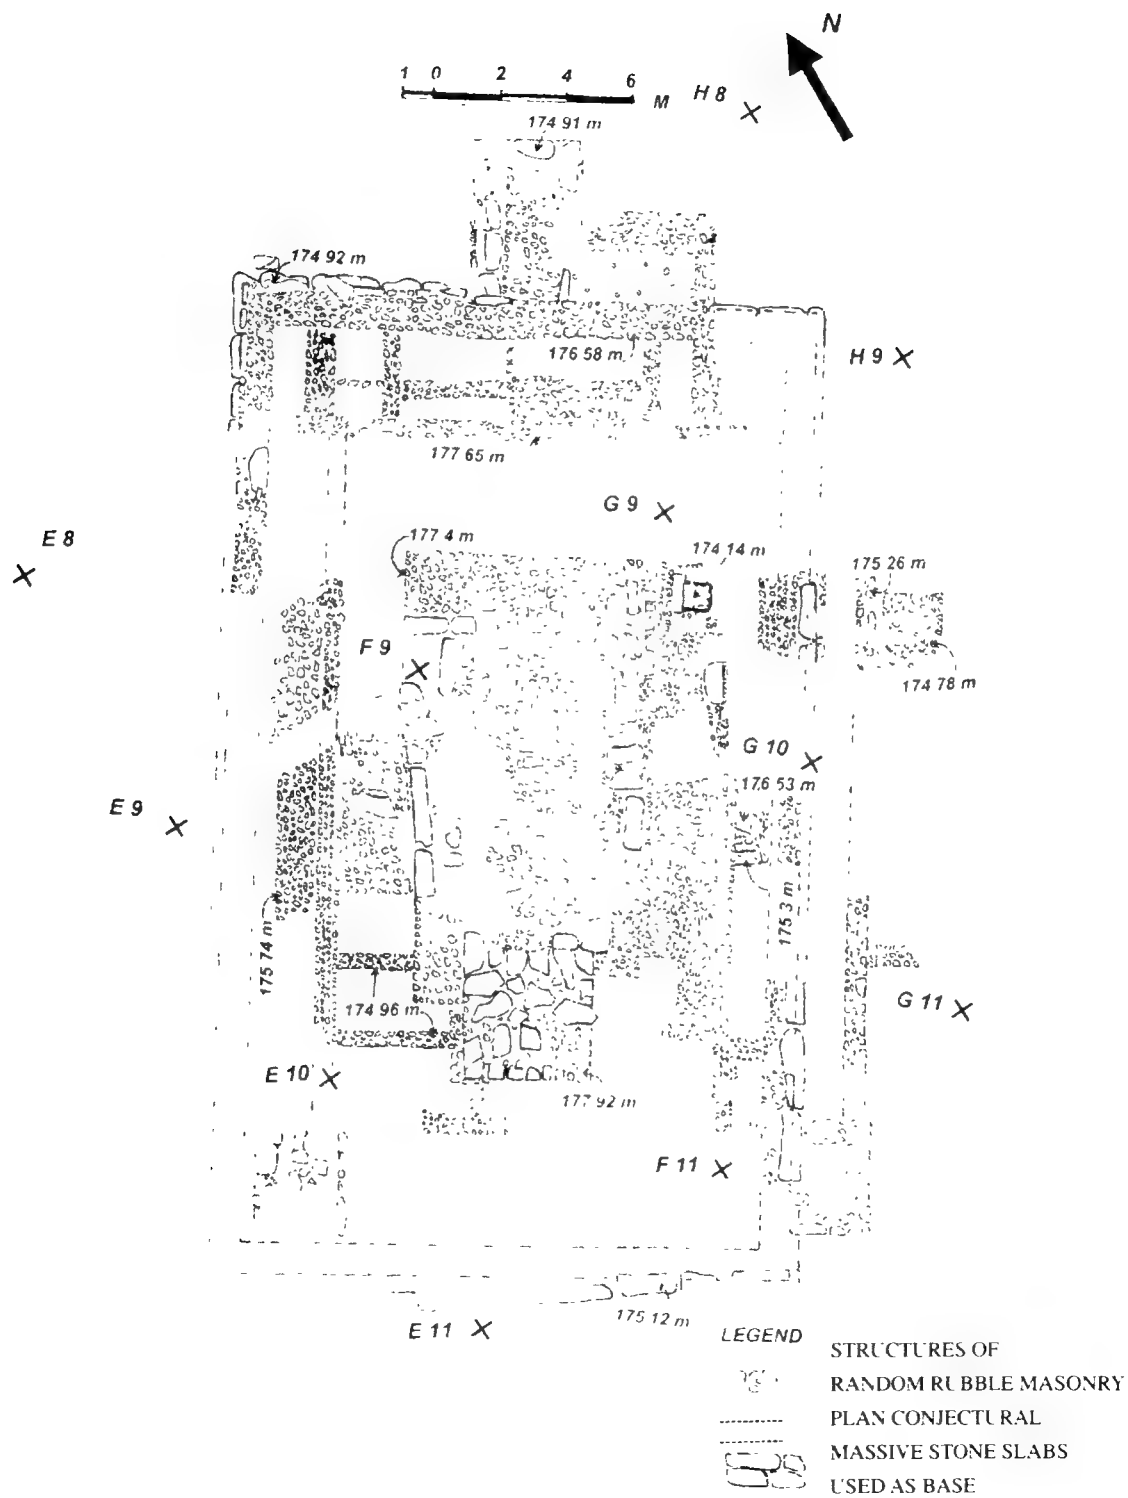 N
1 0 2 4 6
M
H 8
174 91 m
174 92 m
176 58 m
H 9
177 65 m
G 9
E 8
177 4 m
174 14 m
175 26 m
F 9
174 78 m
G 10
176 53 m
E 9
175 3 m
175 74 m
174 96 m
G 11
E 10
177 92 m
F 11
175 12 m
E 11
LEGEND
STRUCTURES OF
RANDOM RUBBLE MASONRY
PLAN CONJECTURAL
MASSIVE STONE SLABS
USED AS BASE